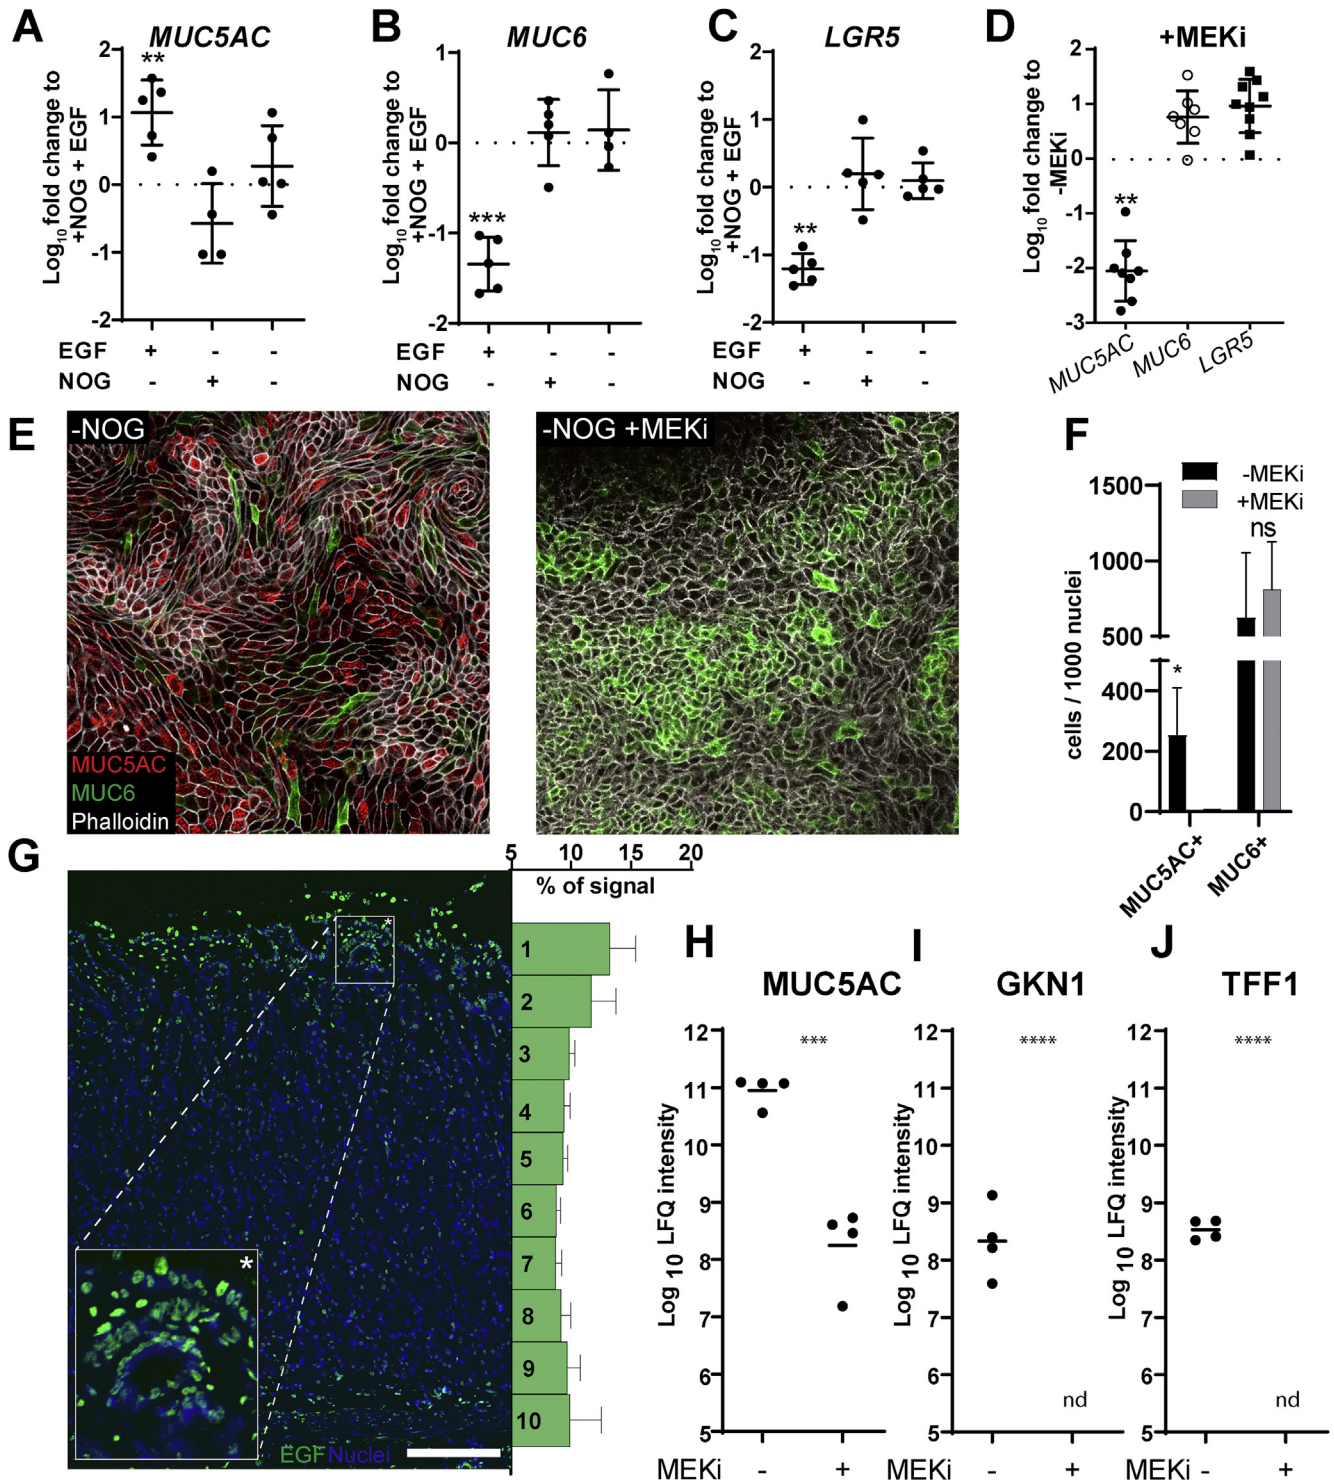 A
MUC5AC
Log10 fold change to
+NOG + EGF
2
1
0
-1
-2
**
EGF + - -
NOG - + -
B
MUC6
Log10 fold change to
+NOG + EGF
1
0
-1
-2
***
EGF + - -
NOG - + -
C
LGR5
Log10 fold change to
+NOG + EGF
2
1
0
-1
-2
**
EGF + - -
NOG - + -
D
+MEKi
Log10 fold change to
-MEKi
2
1
0
-1
-2
-3
**
MUC5AC
MUC6
LGR5
E
-NOG
MUC5AC
MUC6
Phalloidin
-NOG +MEKi
F
-MEKi
+MEKi
ns
*
cells / 1000 nuclei
1500
1000
500
400
200
0
MUC5AC+
MUC6+
G
5 10 15 20
% of signal
1
2
3
4
5
6
7
8
9
10
*
*
EGF Nuclei
H
MUC5AC
***
Log 10 LFQ intensity
12
11
10
9
8
7
6
5
MEKi - +
I
GKN1
****
Log 10 LFQ intensity
12
11
10
9
8
7
6
5
nd
MEKi - +
J
TFF1
****
Log 10 LFQ intensity
12
11
10
9
8
7
6
5
nd
MEKi - +